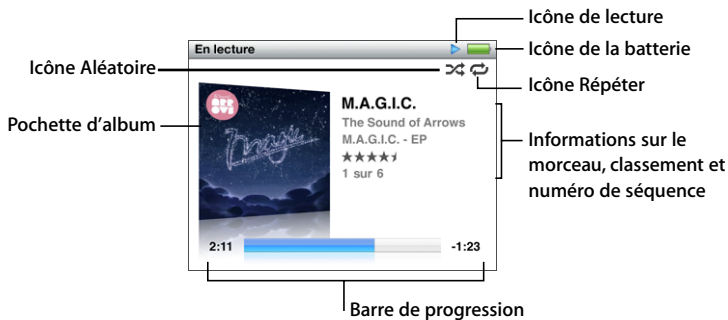 Icône de lecture
En lecture
Icône de la batterie
Icône Aléatoire
Icône Répéter
M.A.G.I.C.
Pochette d'album
The Sound of Arrows
M.A.G.I.C. - EP
1 sur 6
Informations sur le
morceau, classement et
numéro de séquence
magic
2:11
-1:23
Barre de progression